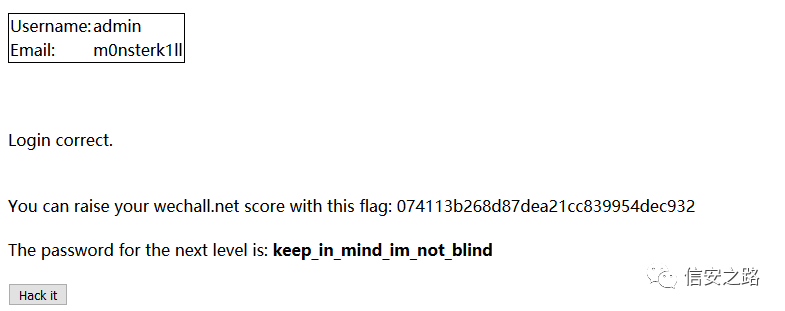 Username: admin
Email: m0nsterk1ll
Login correct.
You can raise your wechall.net score with this flag: 074113b268d87dea21cc839954dec932
The password for the next level is: keep_in_mind_im_not_blind
Hack it
信安之路